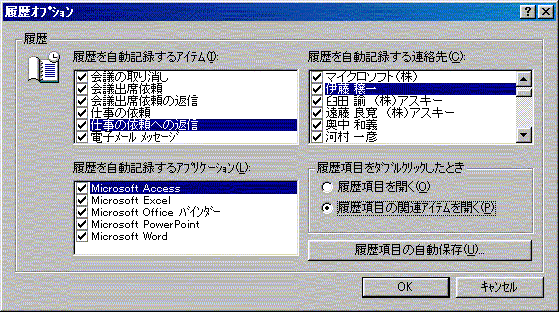 履歴オプション
履歴
履歴を自動記録するアイテム(I):
会議の取り消し
会議出席依頼
会議出席依頼の返信
仕事の依頼
仕事の依頼への返信
電子メール メッセージ
履歴を自動記録する連絡先(C):
マイクロソフト(株)
伊藤 穣一
臼田 諭 (株)アスキー
遠藤 良寛 (株)アスキー
奥中 和義
河村 一彦
履歴を自動記録するアプリケーション(L):
Microsoft Access
Microsoft Excel
Microsoft Office バインダー
Microsoft PowerPoint
Microsoft Word
履歴項目をダブルクリックしたとき
履歴項目を開く(O)
履歴項目の関連アイテムを開く(P)
履歴項目の自動保存(U)...
OK
キャンセル